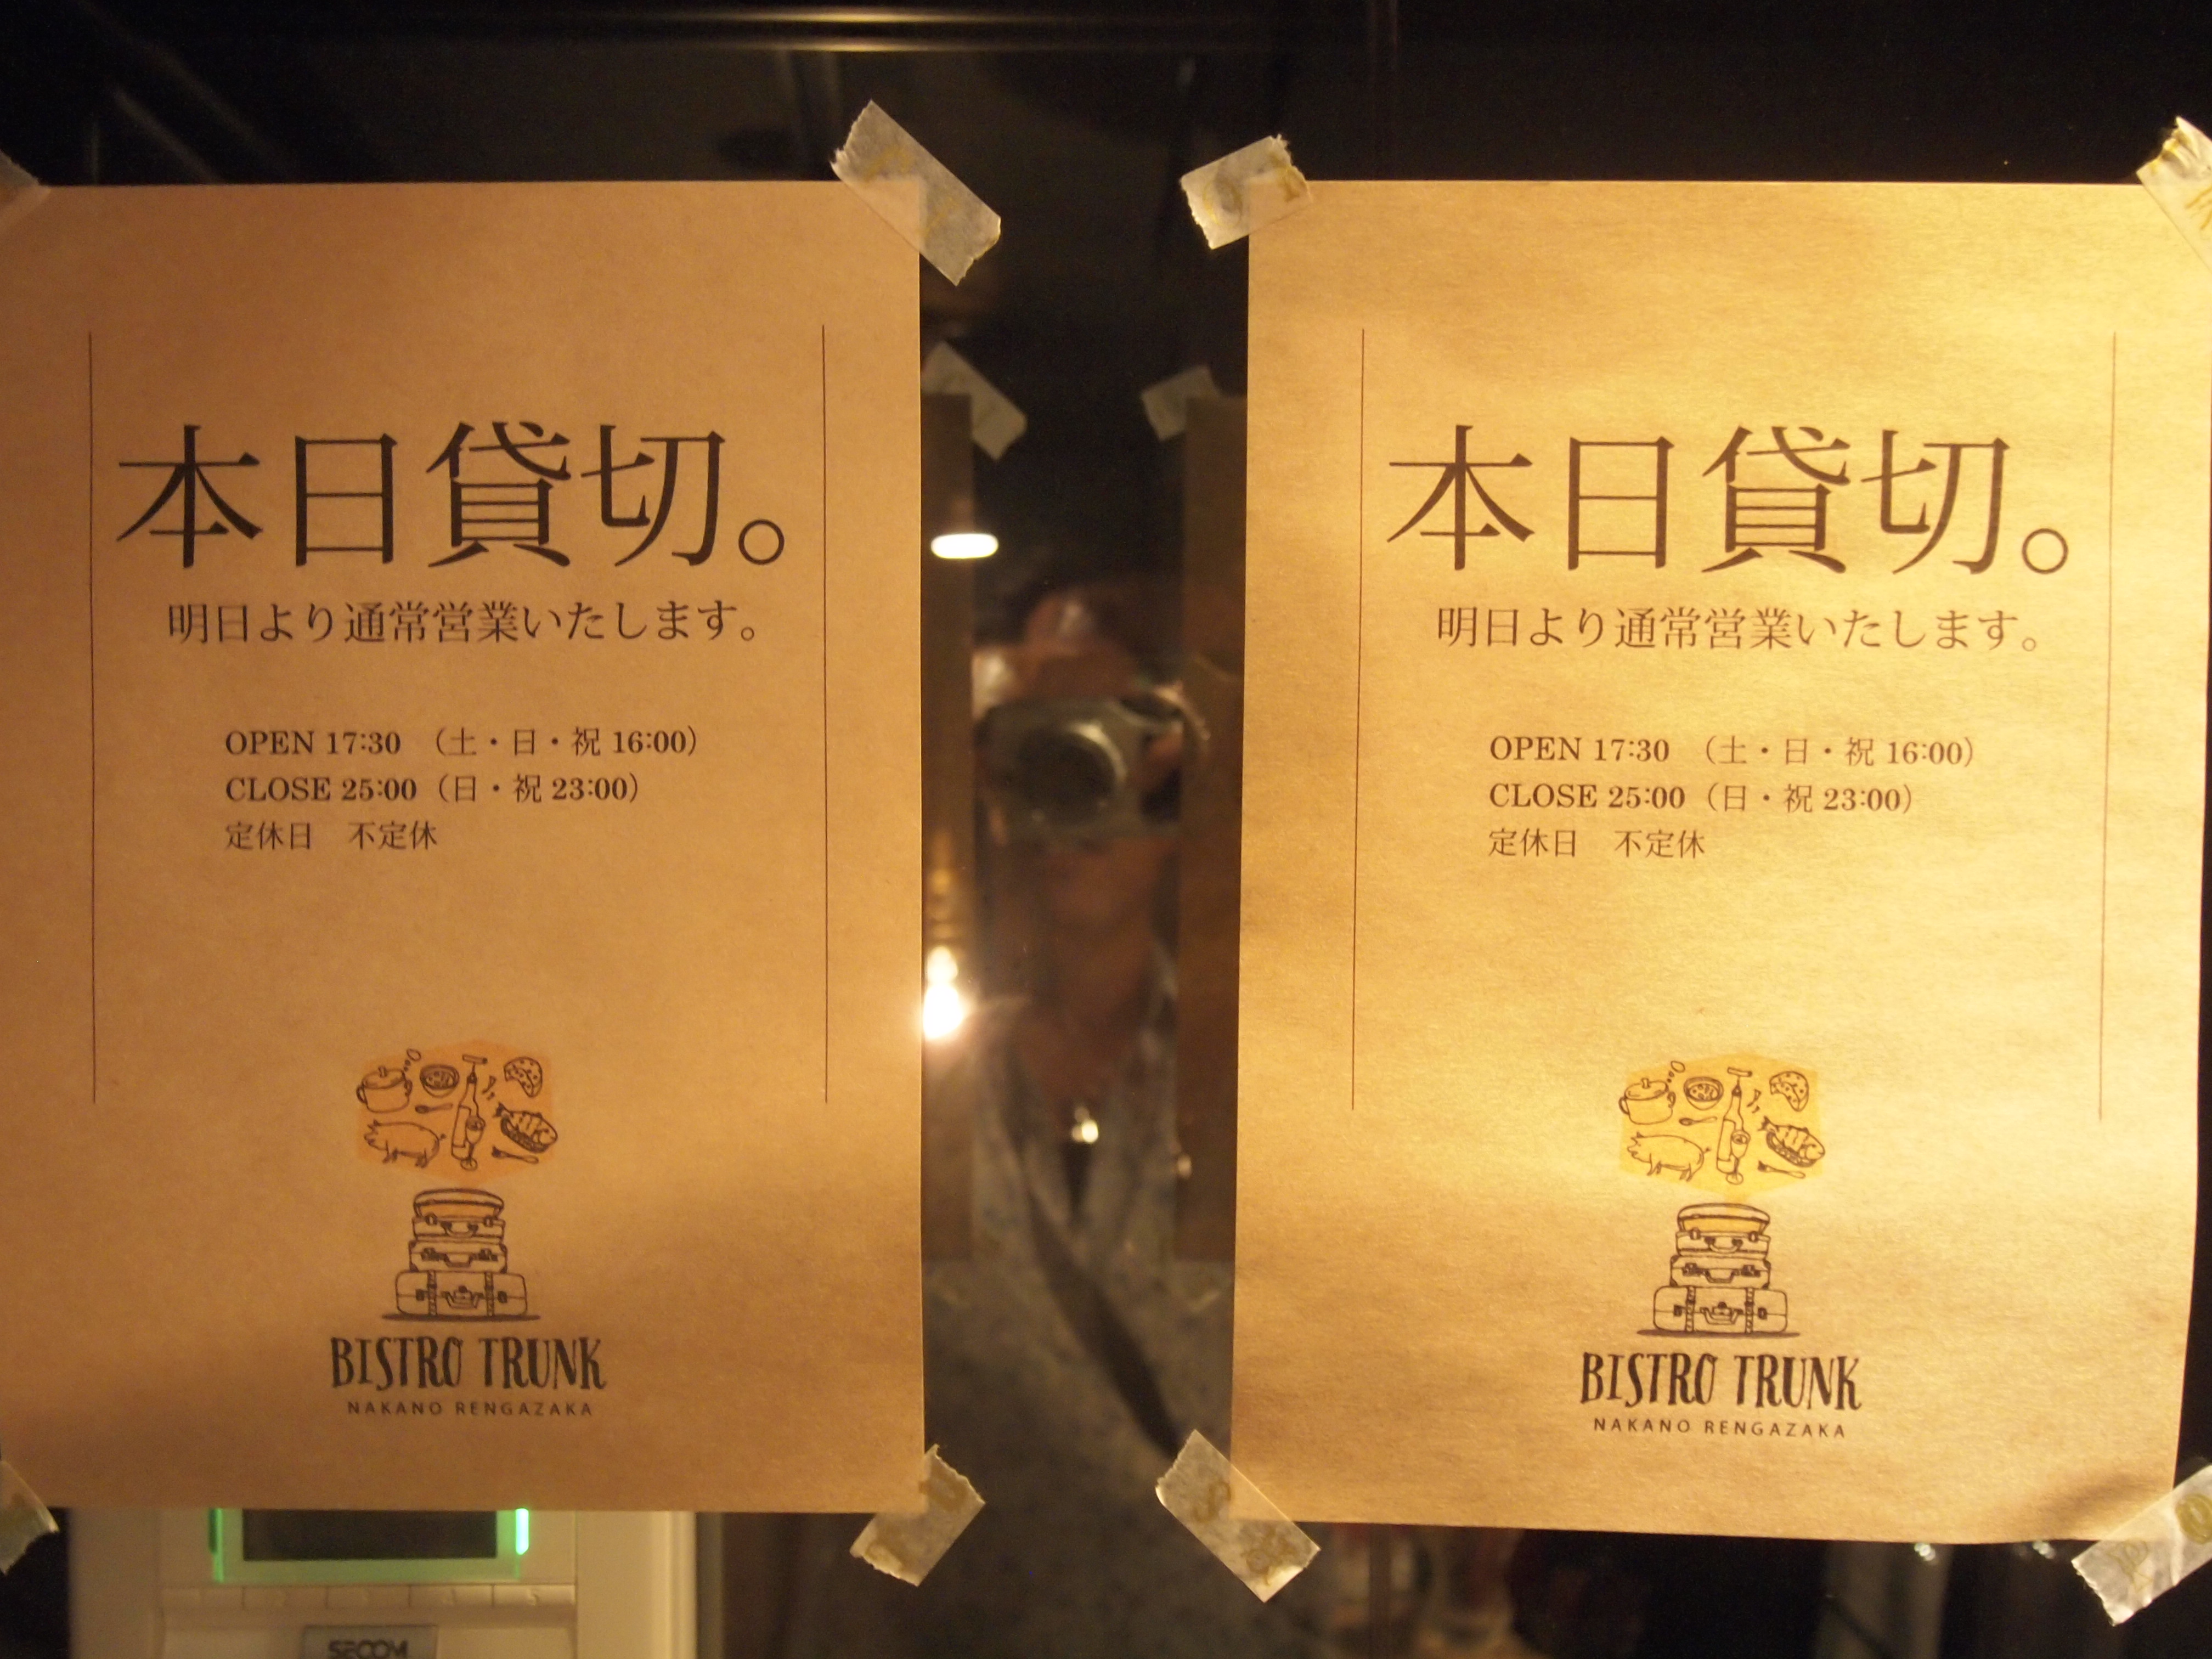 本日貸切。
明日より通常営業いたします。
OPEN 17:30 （土・日・祝 16:00）
CLOSE 25:00（日・祝 23:00）
定休日　不定休
BISTRO TRUNK
NAKANO RENGAZAKA
本日貸切。
明日より通常営業いたします。
OPEN 17:30 （土・日・祝 16:00）
CLOSE 25:00（日・祝 23:00）
定休日　不定休
BISTRO TRUNK
NAKANO RENGAZAKA
SECOM